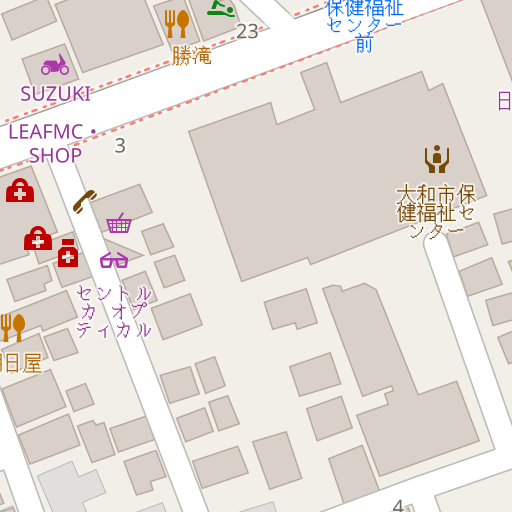 保健福祉
センター
前
23
勝滝
SUZUKI
LEAFMC・
SHOP
3
日
大和市保
健福祉セ
ンター
セントル
カ オプ
ティカル
日屋
4